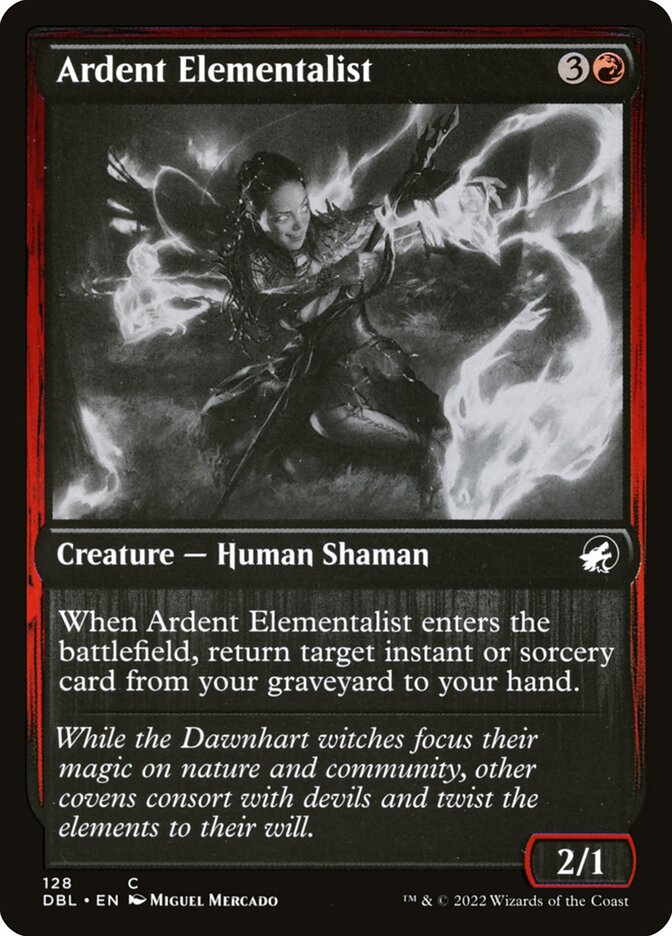 Ardent Elementalist 3
Creature — Human Shaman
When Ardent Elementalist enters the
battlefield, return target instant or sorcery
card from your graveyard to your hand.
While the Dawnhart witches focus their
magic on nature and community, other
covens consort with devils and twist the
elements to their will.
2/1
128 C
DBL • EN Miguel Mercado
™ & © 2022 Wizards of the Coast